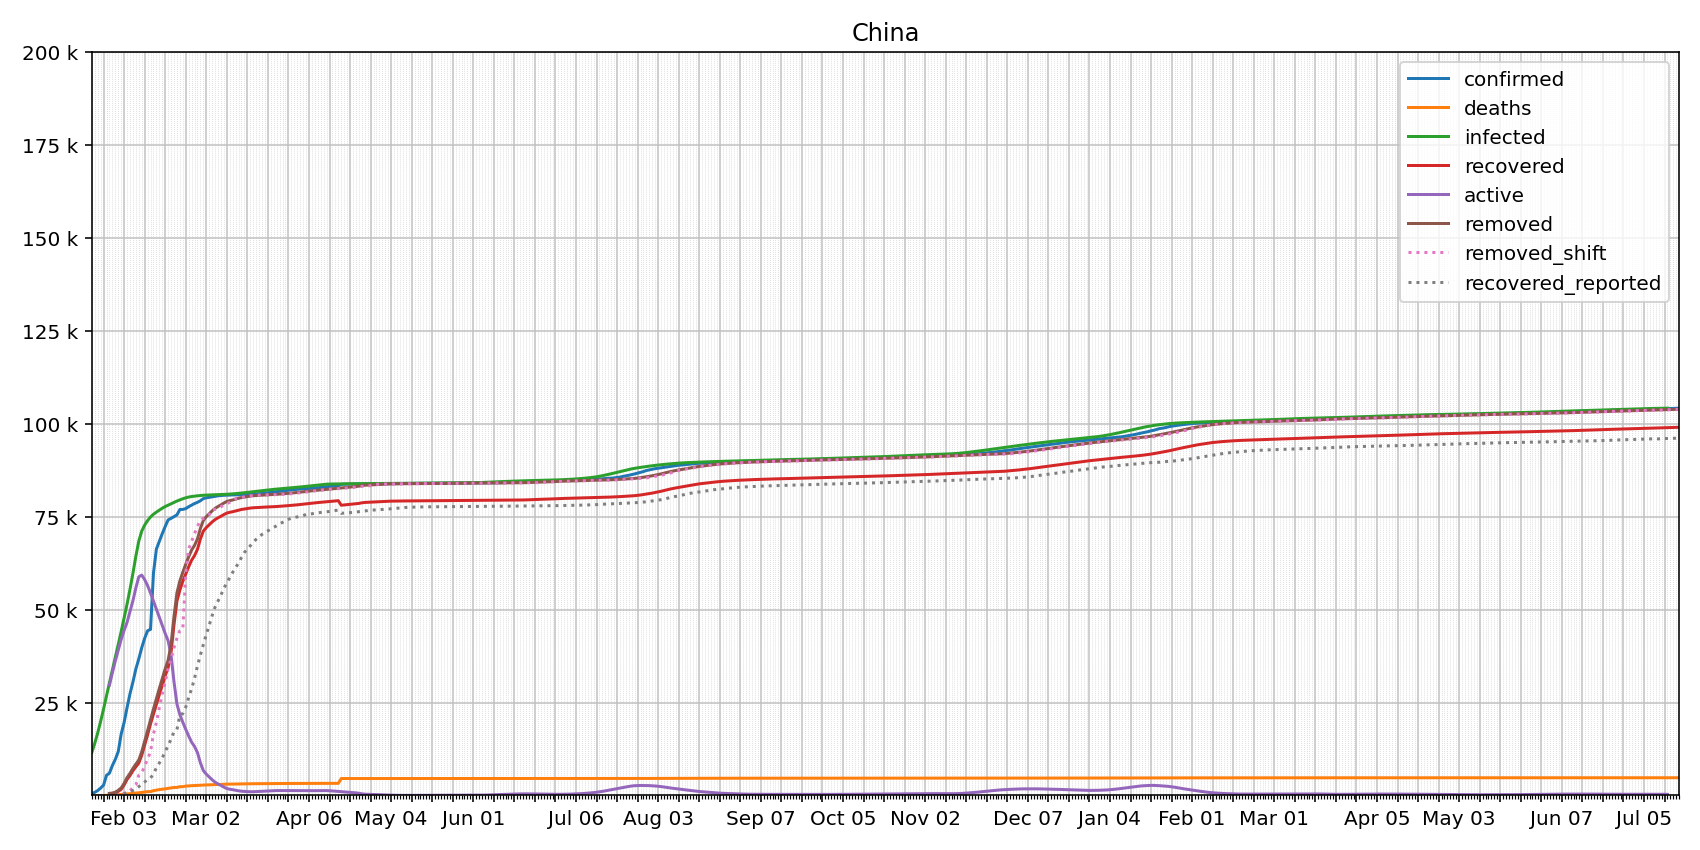 China
200 k
175 k
150 k
125 k
100 k
75 k
50 k
25 k
confirmed
deaths
infected
recovered
active
removed
removed_shift
recovered_reported
Feb 03 Mar 02 Apr 06 May 04 Jun 01 Jul 06 Aug 03 Sep 07 Oct 05 Nov 02 Dec 07 Jan 04 Feb 01 Mar 01 Apr 05 May 03 Jun 07 Jul 05